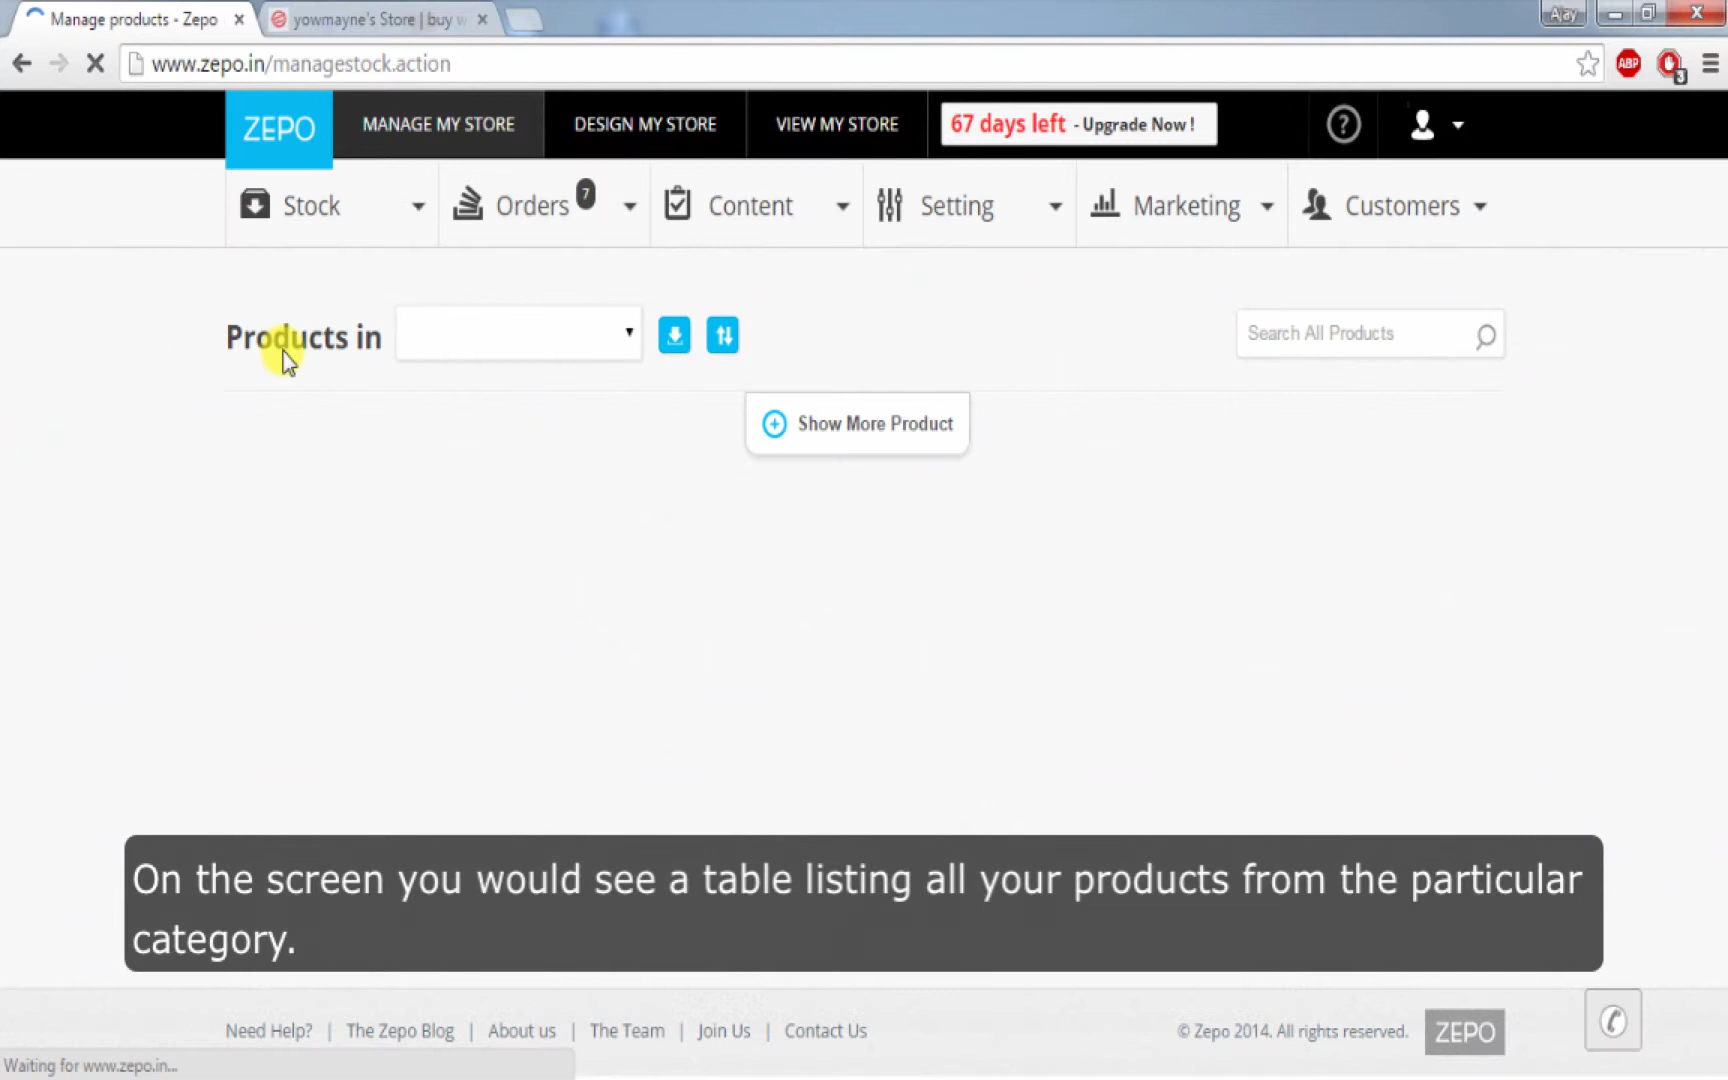 Manage products - Zepo
yowmayne's Store | buy w
Ajay
www.zepo.in/managestock.action
ABP
3
ZEPO
MANAGE MY STORE
DESIGN MY STORE
VIEW MY STORE
67 days left - Upgrade Now !
?
Stock
Orders 7
Content
Setting
Marketing
Customers
Products in
Search All Products
Show More Product
On the screen you would see a table listing all your products from the particular
category.
Need Help? | The Zepo Blog | About us | The Team | Join Us | Contact Us
© Zepo 2014. All rights reserved.
ZEPO
Waiting for www.zepo.in...